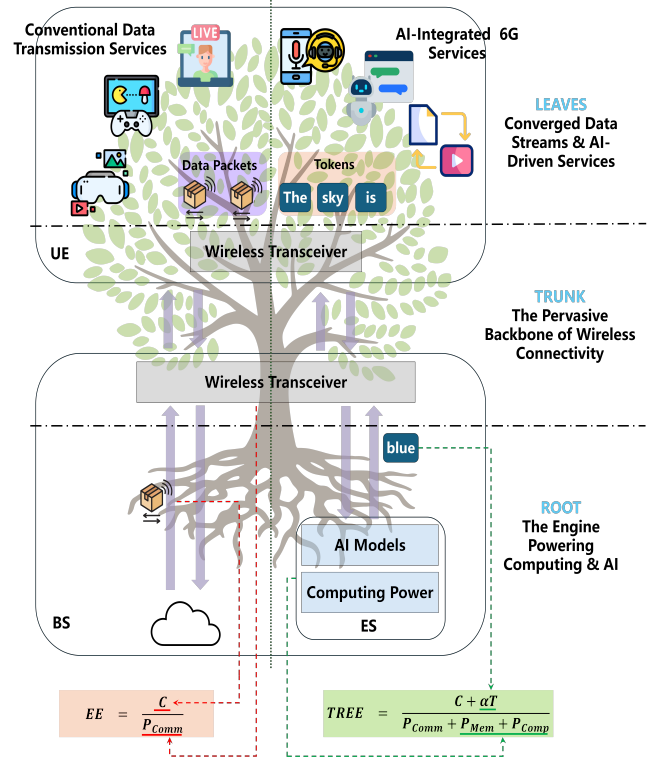 Conventional Data
Transmission Services
LIVE
AI-Integrated 6G
Services
LEAVES
Converged Data
Streams & AI-
Driven Services
Data Packets
Tokens
The sky is
UE
Wireless Transceiver
TRUNK
The Pervasive
Backbone of Wireless
Connectivity
Wireless Transceiver
blue
ROOT
The Engine
Powering
Computing & AI
AI Models
Computing Power
BS
ES
EE = C / P_Comm
TREE = C + αT / P_Comm + P_Mem + P_Comp